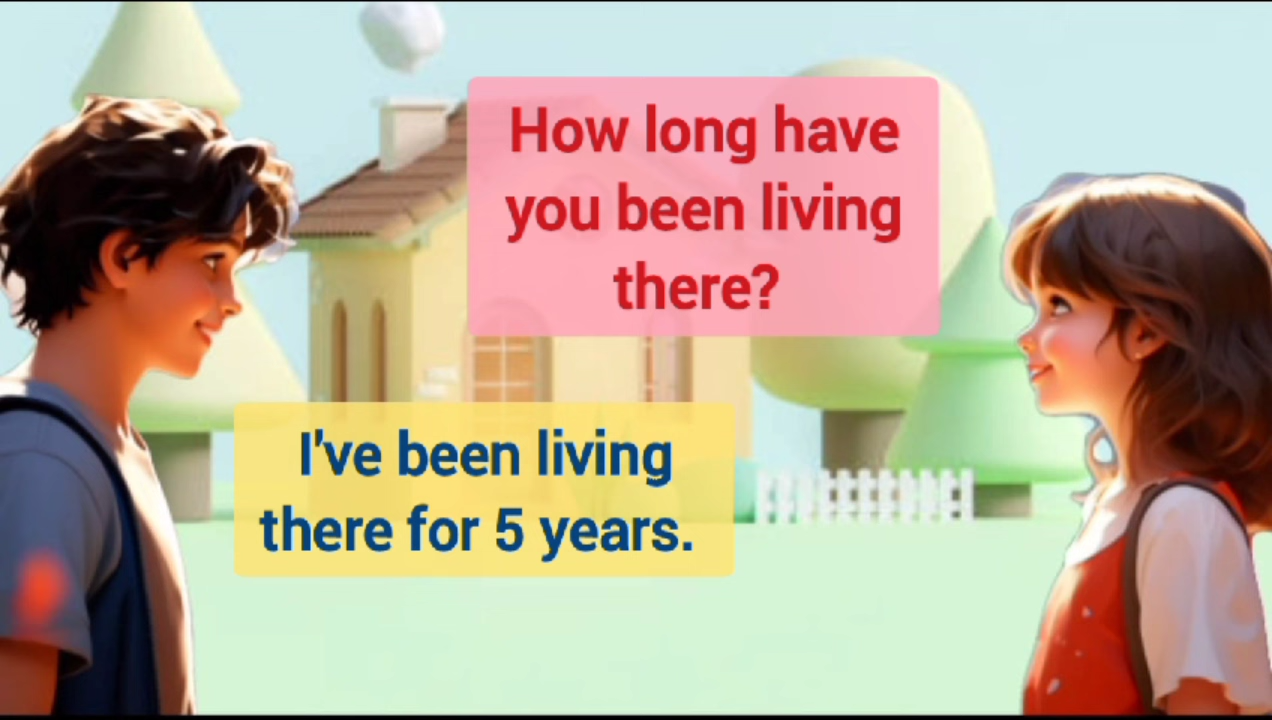 How long have
you been living
there?
I've been living
there for 5 years.